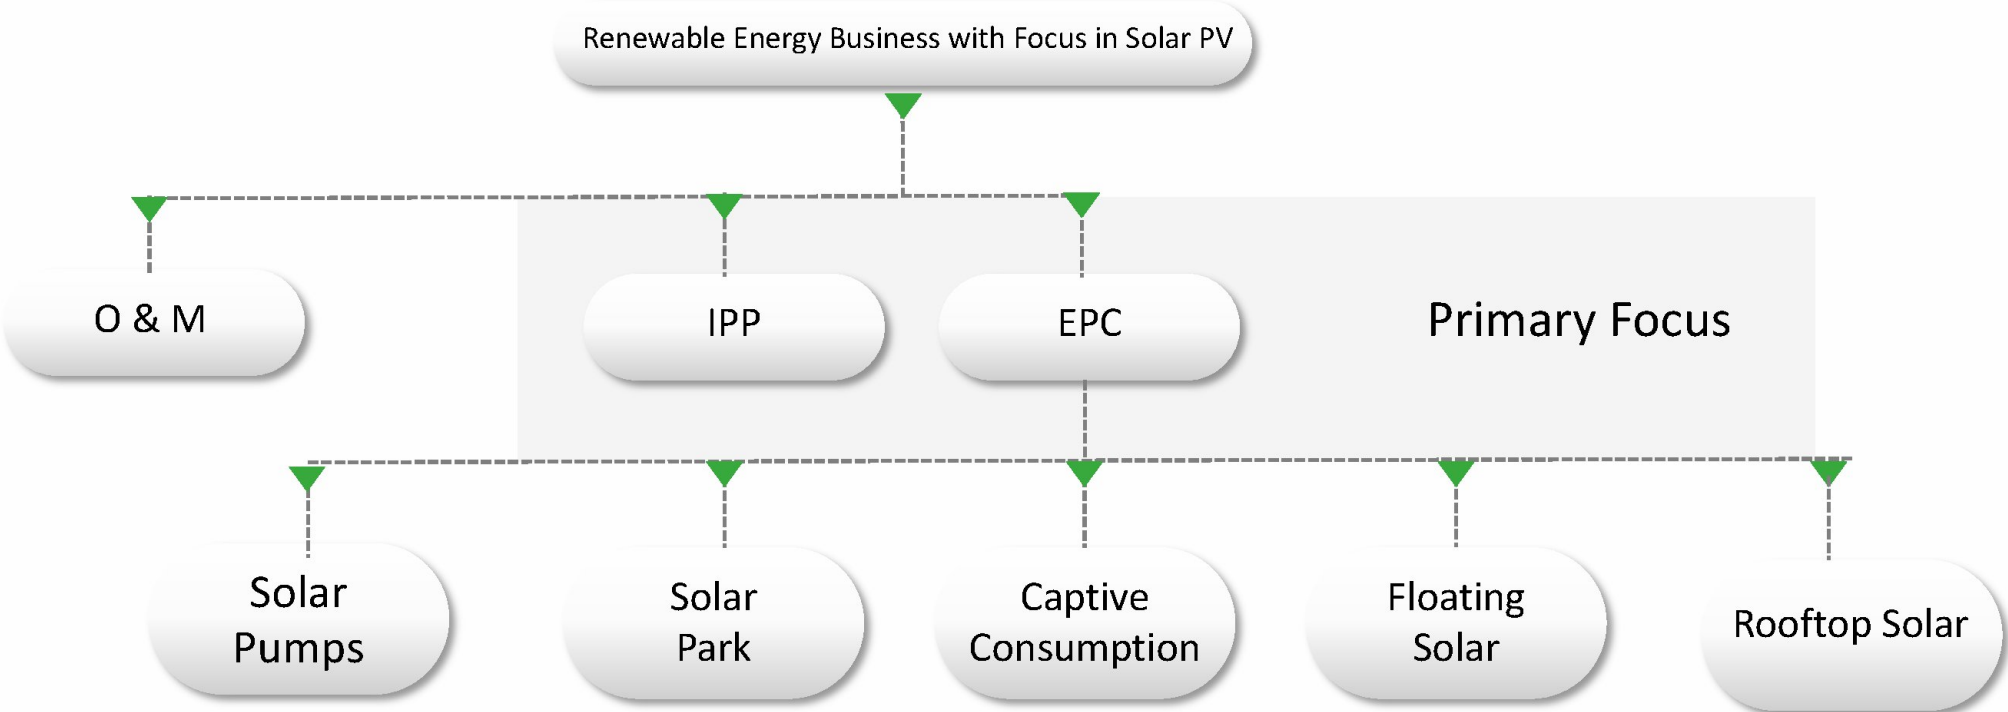 Renewable Energy Business with Focus in Solar PV
O & M
IPP
EPC
Primary Focus
Solar
Pumps
Solar
Park
Captive
Consumption
Floating
Solar
Rooftop Solar